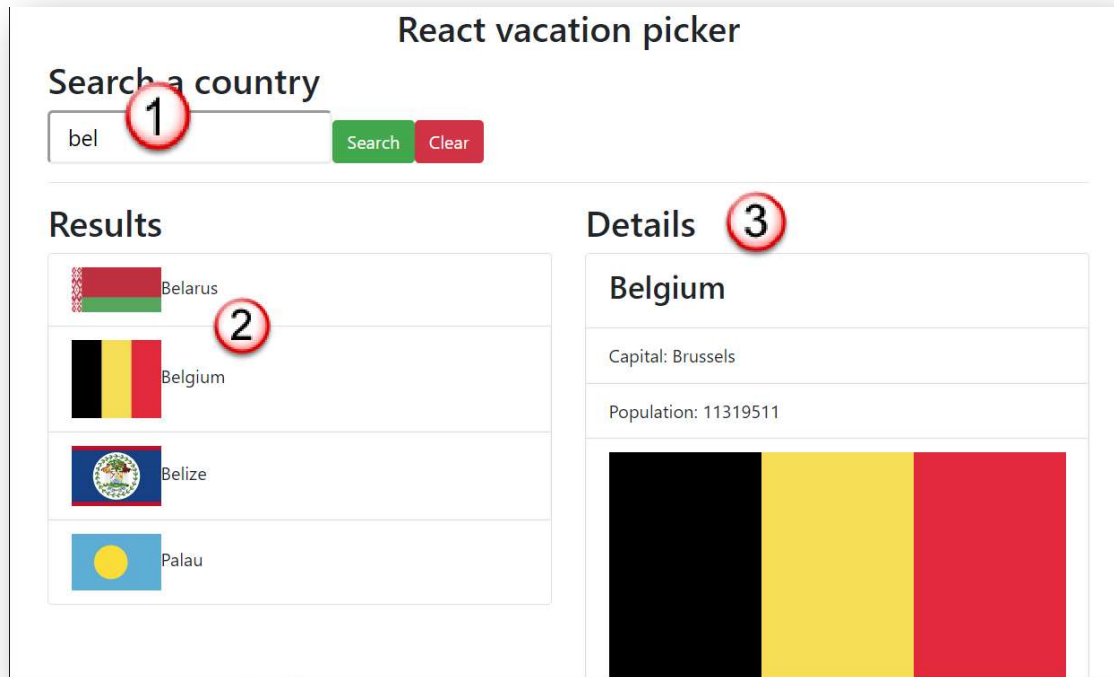 React vacation picker
Search a country
1
bel
Search Clear
Results
Belarus
2
Belgium
Belize
Palau
Details 3
Belgium
Capital: Brussels
Population: 11319511